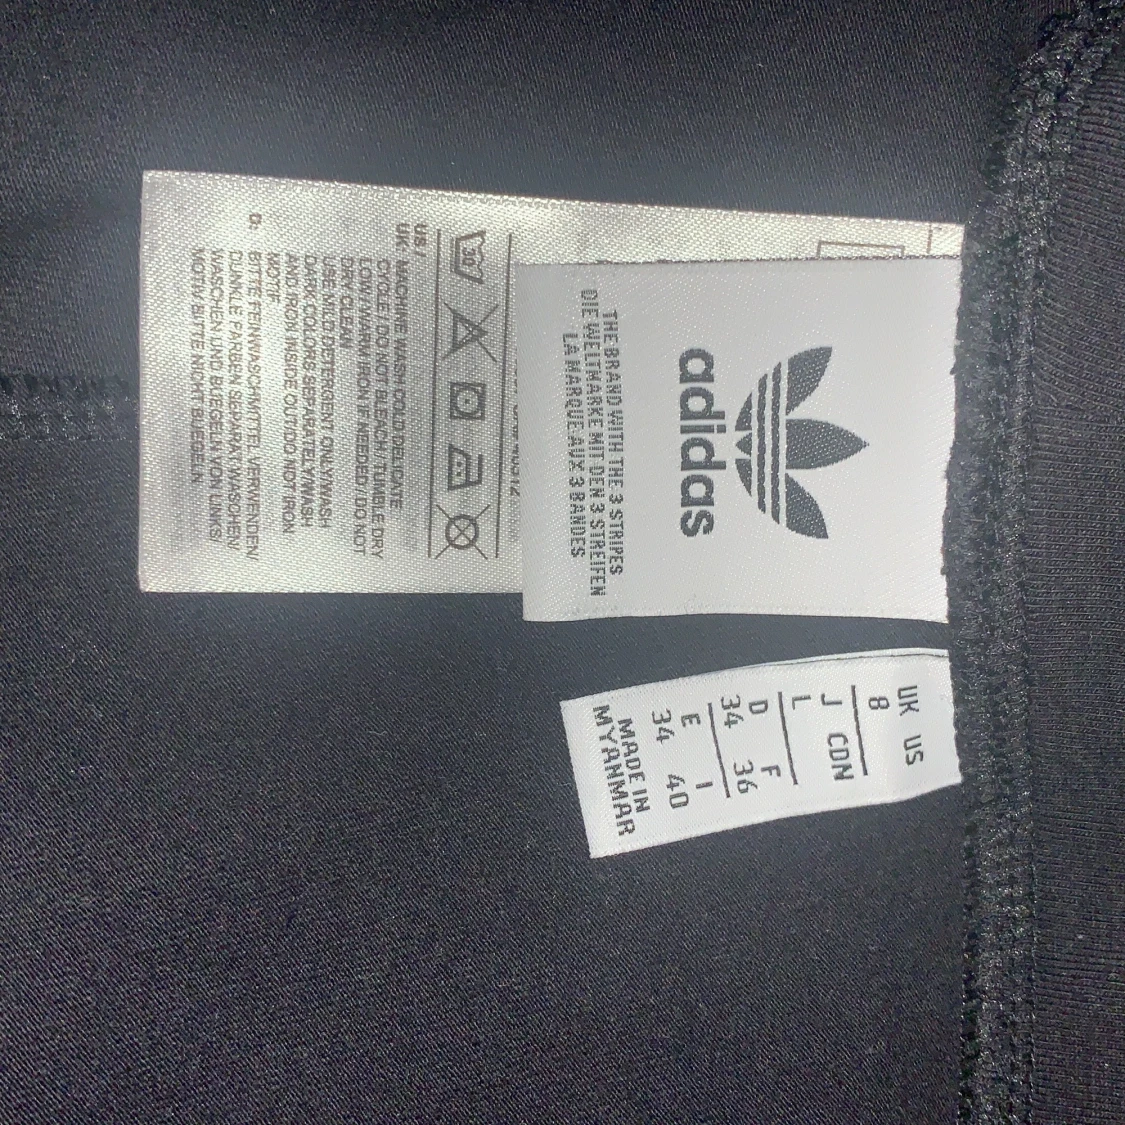 adidas
THE BRAND WITH THE 3 STRIPES
DIE WELTMARKE MIT DEN 3 STREIFEN
LA MARQUE AUX 3 BANDES
30
US /
UK: MACHINE WASH COLD DELICATE
CYCLE / DO NOT BLEACH / TUMBLE DRY
LOW / WARM IRON IF NEEDED / DO NOT
DRY CLEAN
USE DETERGENT ONLY / WASH
DARK COLORS SEPARATELY / WASH
AND IRON INSIDE OUT / DO NOT IRON
MOTIF
D: BITTE FEINWASCHMITTEL VERWENDEN /
DUNKLE FARBEN SEPARAT WASCHEN /
WASCHEN UND BUEGELN VON LINKS /
MOTIV BITTE NICHT BUEGELN
UK US
8
J CDN
L
D F
34 36
E I
34 40
MADE IN
MYANMAR